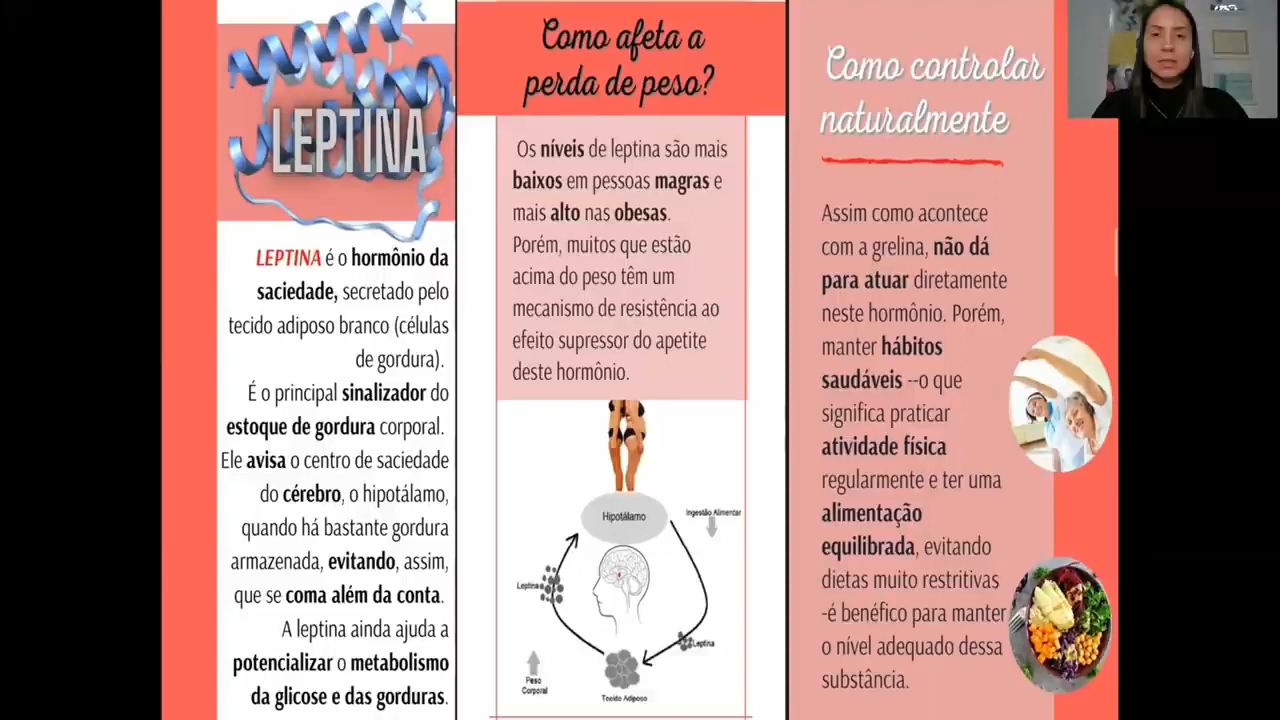 LEPTINA
LEPTINA é o hormônio da
saciedade, secretado pelo
tecido adiposo branco (células
de gordura).
É o principal sinalizador do
estoque de gordura corporal.
Ele avisa o centro de saciedade
do cérebro, o hipotálamo,
quando há bastante gordura
armazenada, evitando, assim,
que se coma além da conta.
A leptina ainda ajuda a
potencializar o metabolismo
da glicose e das gorduras.
Como afeta a
perda de peso?
Os níveis de leptina são mais
baixos em pessoas magras e
mais alto nas obesas.
Porém, muitos que estão
acima do peso têm um
mecanismo de resistência ao
efeito supressor do apetite
deste hormônio.
Hipotálamo
Ingestão Alimentar
Leptina
Leptina
Peso
Corporal
Tecido Adiposo
Como controlar
naturalmente
Assim como acontece
com a grelina, não dá
para atuar diretamente
neste hormônio. Porém,
manter hábitos
saudáveis --o que
significa praticar
atividade física
regularmente e ter uma
alimentação
equilibrada, evitando
dietas muito restritivas
-é benéfico para manter
o nível adequado dessa
substância.